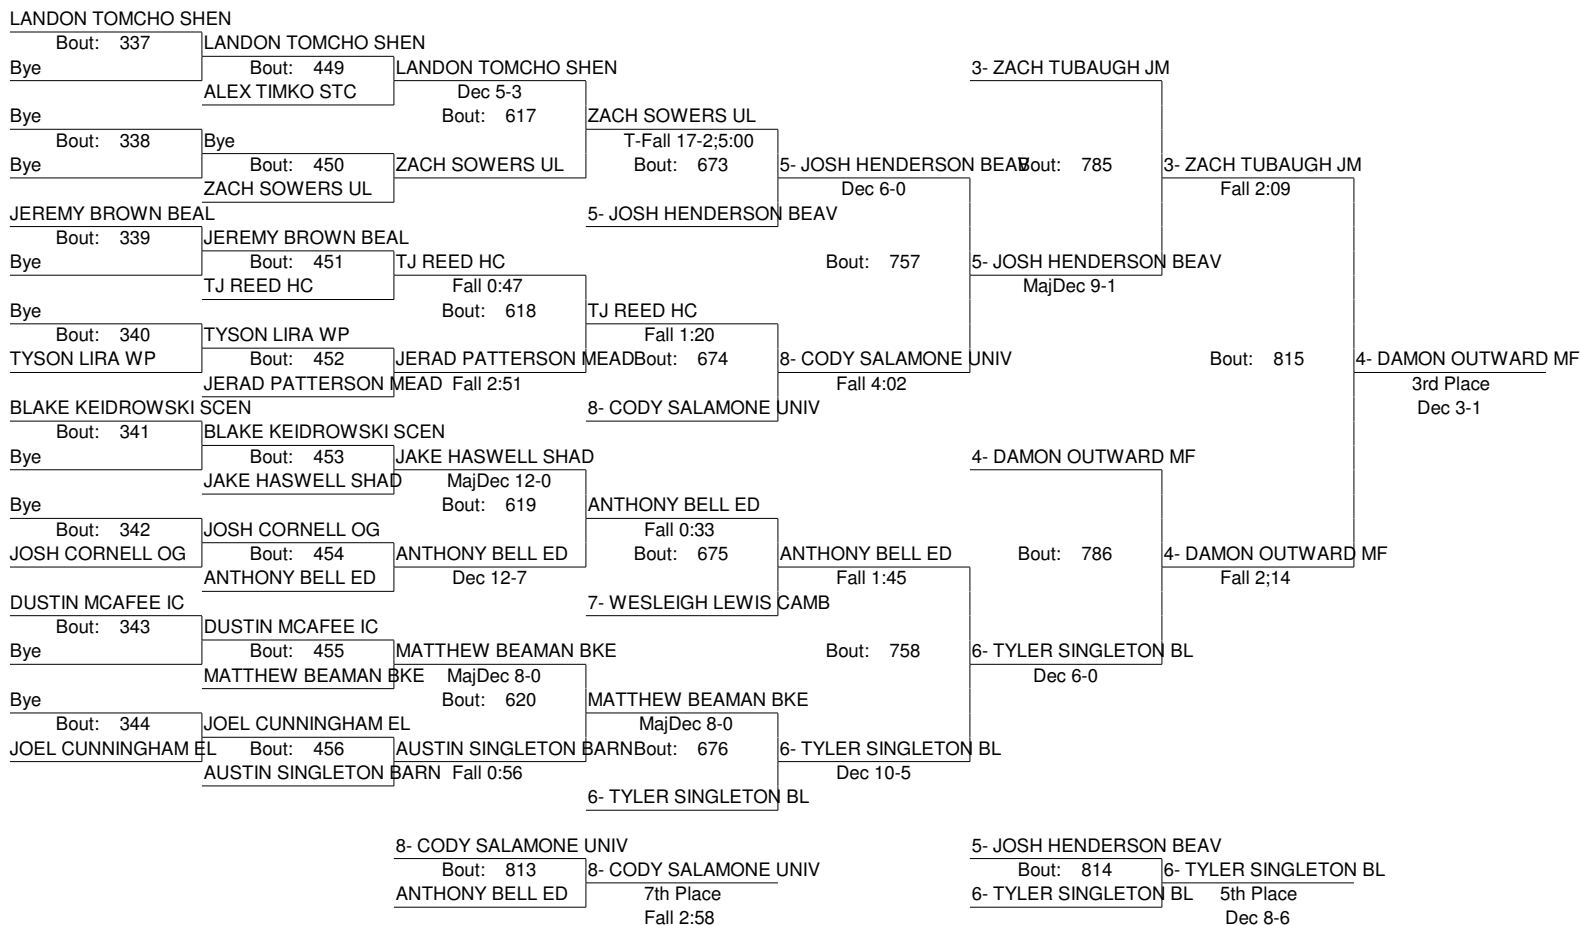 LANDON TOMCHO SHEN
Bout: 337 LANDON TOMCHO SHEN
Bye Bout: 449 LANDON TOMCHO SHEN 3- ZACH TUBAUGH JM
ALEX TIMKO STC Dec 5-3
Bye Bout: 617 ZACH SOWERS UL
Bout: 338 Bye T-Fall 17-2;5:00
Bye Bout: 450 ZACH SOWERS UL Bout: 673 5- JOSH HENDERSON BEAV Bout: 785 3- ZACH TUBAUGH JM
ZACH SOWERS UL Dec 6-0 Fall 2:09
JEREMY BROWN BEAL 5- JOSH HENDERSON BEAV
Bout: 339 JEREMY BROWN BEAL
Bye Bout: 451 TJ REED HC Bout: 757 5- JOSH HENDERSON BEAV
TJ REED HC Fall 0:47 MajDec 9-1
Bye Bout: 618 TJ REED HC
Bout: 340 TYSON LIRA WP Fall 1:20
TYSON LIRA WP Bout: 452 JERAD PATTERSON MEAD Bout: 674 8- CODY SALAMONE UNIV Bout: 815 4- DAMON OUTWARD MF
JERAD PATTERSON MEAD Fall 2:51 Fall 4:02 3rd Place
BLAKE KEIDROWSKI SCEN 8- CODY SALAMONE UNIV Dec 3-1
Bout: 341 BLAKE KEIDROWSKI SCEN
Bye Bout: 453 JAKE HASWELL SHAD 4- DAMON OUTWARD MF
JAKE HASWELL SHAD MajDec 12-0
Bye Bout: 619 ANTHONY BELL ED
Bout: 342 JOSH CORNELL OG Fall 0:33
JOSH CORNELL OG Bout: 454 ANTHONY BELL ED Bout: 675 ANTHONY BELL ED Bout: 786 4- DAMON OUTWARD MF
ANTHONY BELL ED Dec 12-7 Fall 1:45 Fall 2;14
DUSTIN MCAFEE IC 7- WESLEIGH LEWIS CAMB
Bout: 343 DUSTIN MCAFEE IC
Bye Bout: 455 MATTHEW BEAMAN BKE Bout: 758 6- TYLER SINGLETON BL
MATTHEW BEAMAN BKE MajDec 8-0 Dec 6-0
Bye Bout: 620 MATTHEW BEAMAN BKE
Bout: 344 JOEL CUNNINGHAM EL MajDec 8-0
JOEL CUNNINGHAM EL Bout: 456 AUSTIN SINGLETON BARN Bout: 676 6- TYLER SINGLETON BL
AUSTIN SINGLETON BARN Fall 0:56 Dec 10-5
6- TYLER SINGLETON BL
8- CODY SALAMONE UNIV 5- JOSH HENDERSON BEAV
Bout: 813 8- CODY SALAMONE UNIV Bout: 814 6- TYLER SINGLETON BL
ANTHONY BELL ED 7th Place 6- TYLER SINGLETON BL 5th Place
Fall 2:58 Dec 8-6